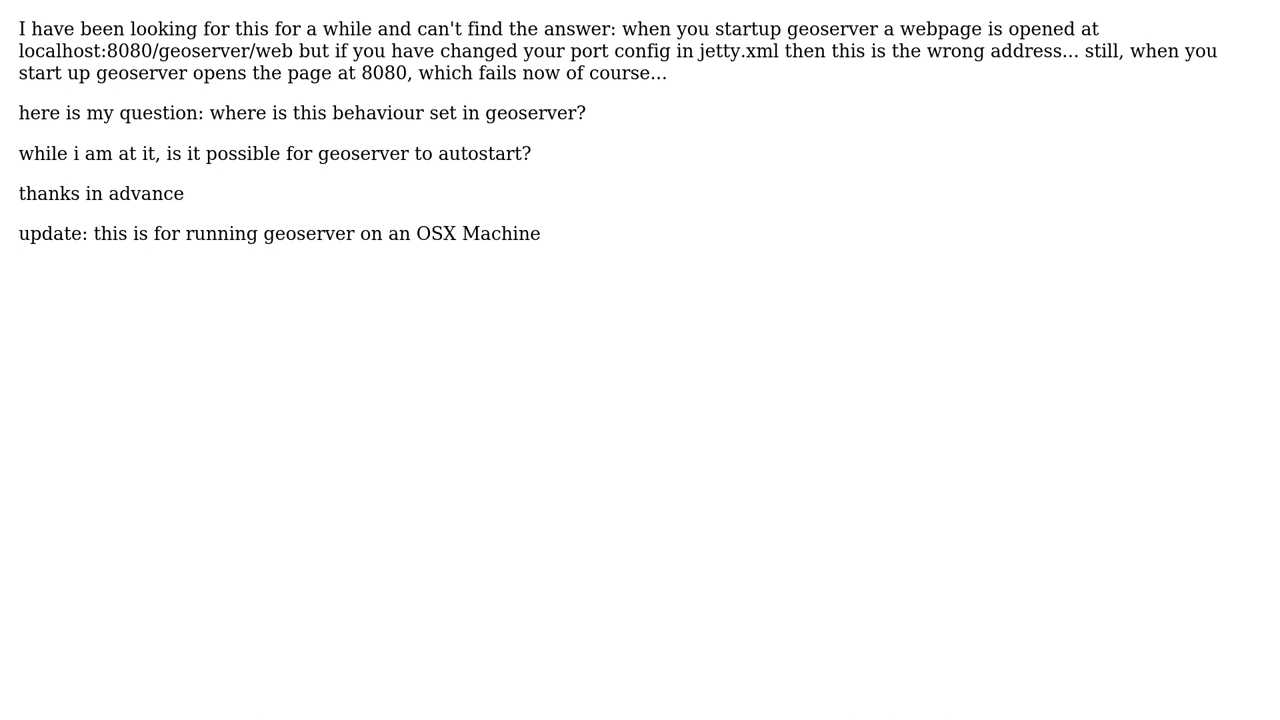 I have been looking for this for a while and can't find the answer: when you startup geoserver a webpage is opened at
localhost:8080/geoserver/web but if you have changed your port config in jetty.xml then this is the wrong address... still, when you
start up geoserver opens the page at 8080, which fails now of course...
here is my question: where is this behaviour set in geoserver?
while i am at it, is it possible for geoserver to autostart?
thanks in advance
update: this is for running geoserver on an OSX Machine